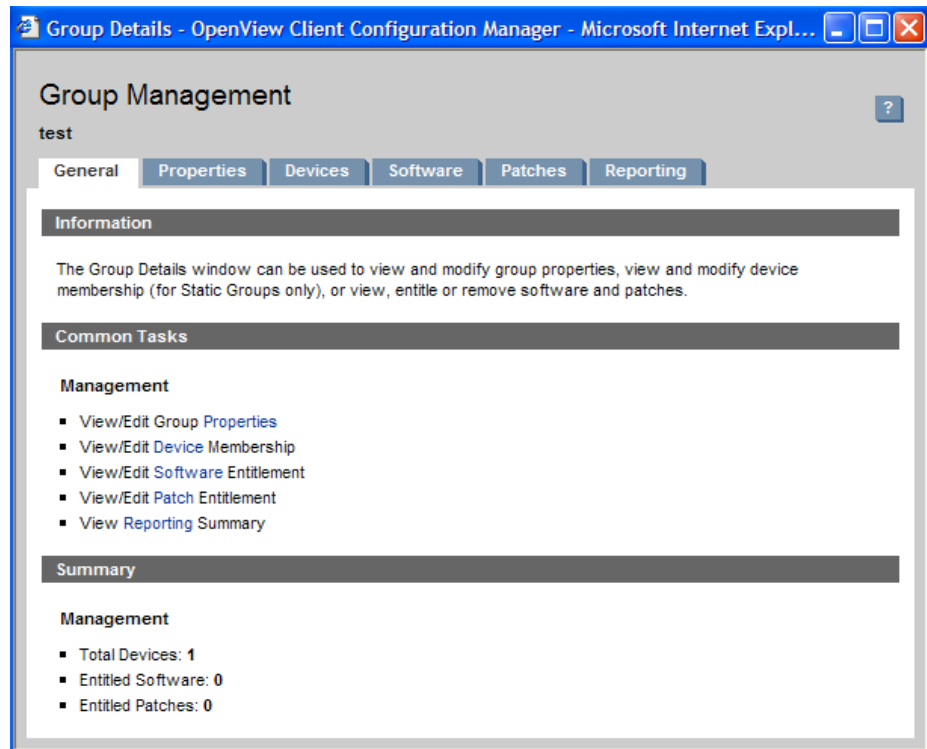 Group Details - OpenView Client Configuration Manager - Microsoft Internet Expl...
Group Management
?
test
General Properties Devices Software Patches Reporting
Information
The Group Details window can be used to view and modify group properties, view and modify device
membership (for Static Groups only), or view, entitle or remove software and patches.
Common Tasks
Management
View/Edit Group Properties
View/Edit Device Membership
View/Edit Software Entitlement
View/Edit Patch Entitlement
View Reporting Summary
Summary
Management
Total Devices: 1
Entitled Software: 0
Entitled Patches: 0